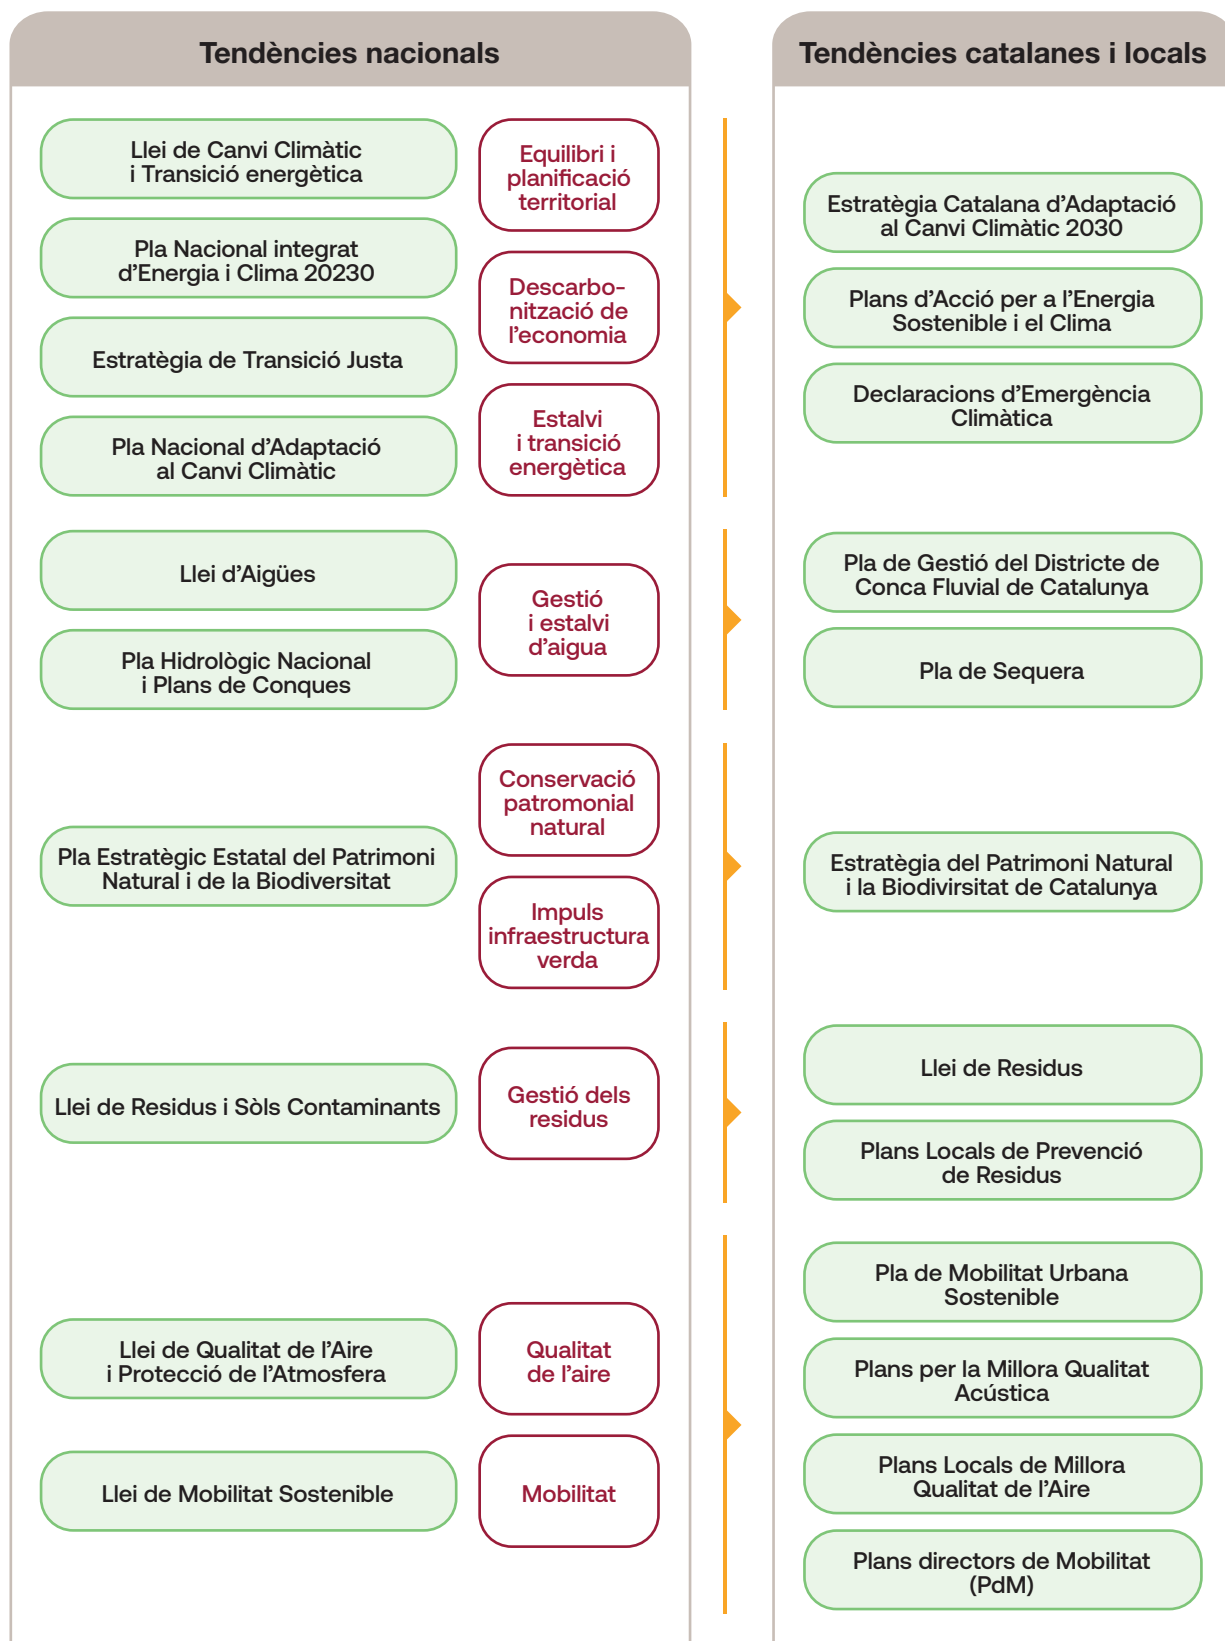 Tendències nacionals
Llei de Canvi Climàtic
i Transició energètica
Pla Nacional integrat
d’Energia i Clima 20230
Estratègia de Transició Justa
Pla Nacional d’Adaptació
al Canvi Climàtic
Equilibri i
planificació
territorial
Descarbo-
nització de
l’economia
Estalvi
i transició
energètica
Llei d’Aigües
Pla Hidrològic Nacional
i Plans de Conques
Gestió
i estalvi
d’aigua
Pla Estratègic Estatal del Patrimoni
Natural i de la Biodiversitat
Conservació
patromonial
natural
Impuls
infraestructura
verda
Llei de Residus i Sòls Contaminants
Gestió dels
residus
Llei de Qualitat de l’Aire
i Protecció de l’Atmosfera
Qualitat
de l’aire
Llei de Mobilitat Sostenible
Mobilitat
Tendències catalanes i locals
Estratègia Catalana d’Adaptació
al Canvi Climàtic 2030
Plans d’Acció per a l’Energia
Sostenible i el Clima
Declaracions d’Emergència
Climàtica
Pla de Gestió del Districte de
Conca Fluvial de Catalunya
Pla de Sequera
Estratègia del Patrimoni Natural
i la Biodivirsitat de Catalunya
Llei de Residus
Plans Locals de Prevenció
de Residus
Pla de Mobilitat Urbana
Sostenible
Plans per la Millora Qualitat
Acústica
Plans Locals de Millora
Qualitat de l’Aire
Plans directors de Mobilitat
(PdM)